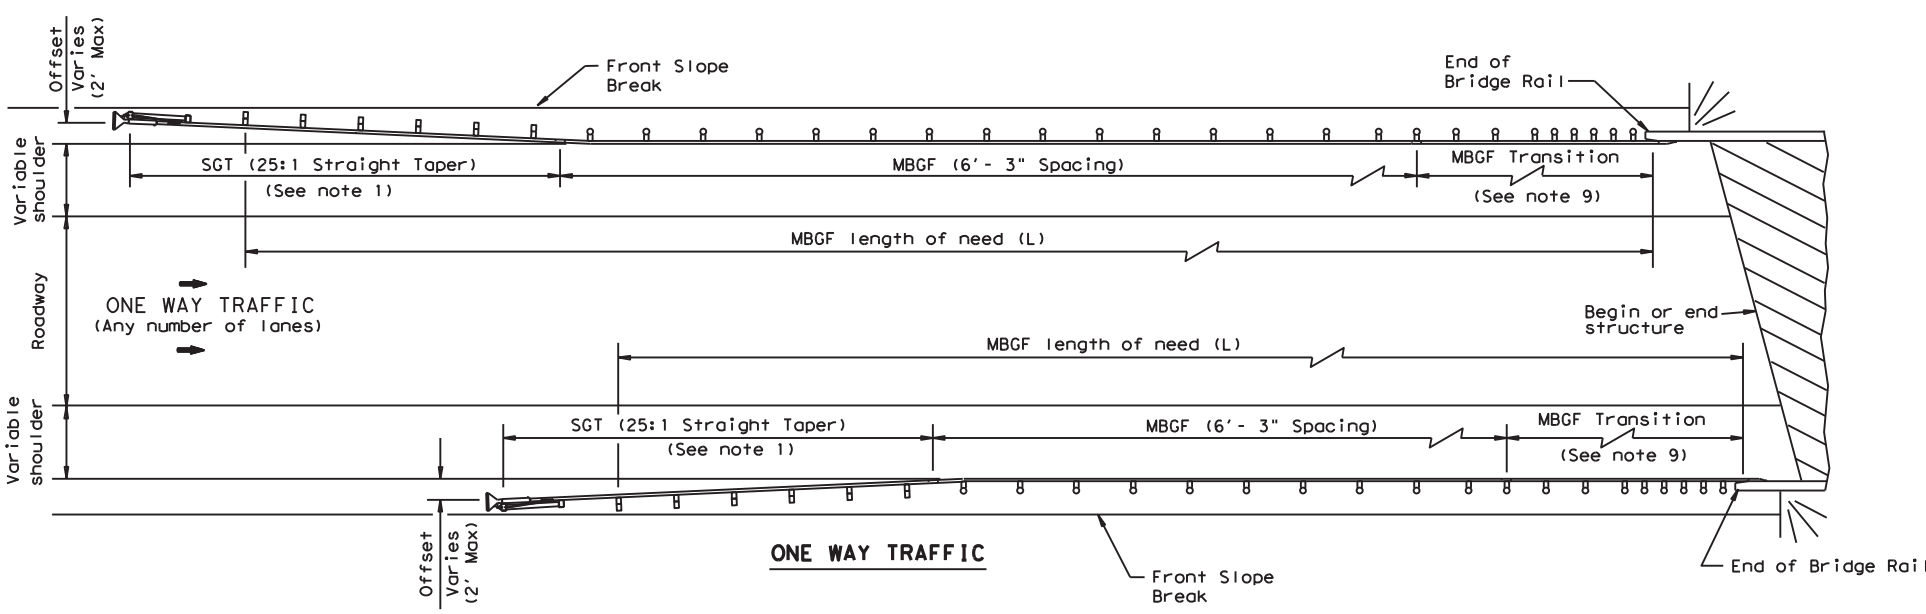 Offset
Varies
(2' Max)
Front Slope
Break
End of
Bridge Rail
Variable
shoulder
SGT (25:1 Straight Taper)
(See note 1)
MBGF (6'- 3" Spacing)
MBGF Transition
(See note 9)
MBGF length of need (L)
Roadway
ONE WAY TRAFFIC
(Any number of lanes)
Begin or end
structure
MBGF length of need (L)
Variable
shoulder
SGT (25:1 Straight Taper)
(See note 1)
MBGF (6'- 3" Spacing)
MBGF Transition
(See note 9)
Offset
Varies
(2' Max)
ONE WAY TRAFFIC
Front Slope
Break
End of Bridge Rail